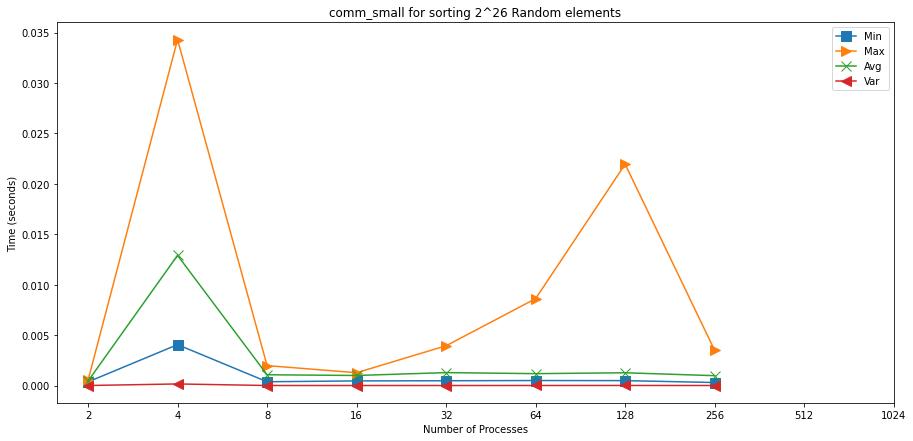 comm_small for sorting 2^26 Random elements
Time (seconds)
0.035
0.030
0.025
0.020
0.015
0.010
0.005
0.000
Min
Max
Avg
Var
2 4 8 16 32 64 128 256 512 1024
Number of Processes